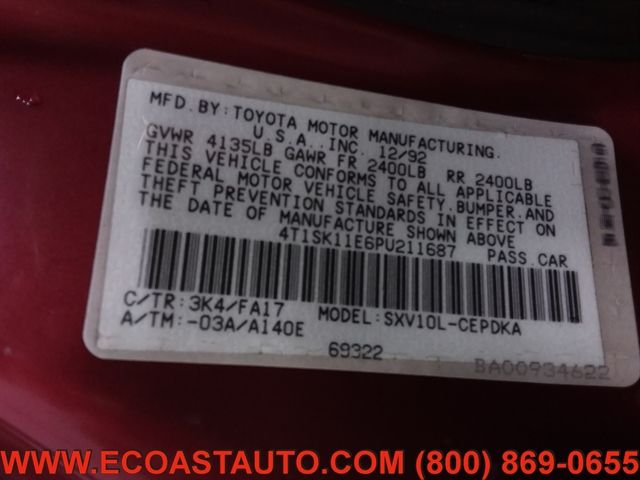 MFD.BY:TOYOTA MOTOR MANUFACTURING.
U.S.A.,INC. 12/92
GVWR 4135LB GAWR FR 2400LB RR 2400LB
THIS VEHICLE CONFORMS TO ALL APPLICABLE
FEDERAL MOTOR VEHICLE SAFETY.BUMPER.AND
THEFT PREVENTION STANDARDS IN EFFECT ON
THE DATE OF MANUFACTURE SHOWN ABOVE
4T1SK11E6PU211687 PASS.CAR
C/TR:3K4/FA17 MODEL:SXV10L-CEPDKA
A/TM:-03A/A140E
69322
BA00934622
WWW.ECOASTAUTO.COM (800) 869-0655